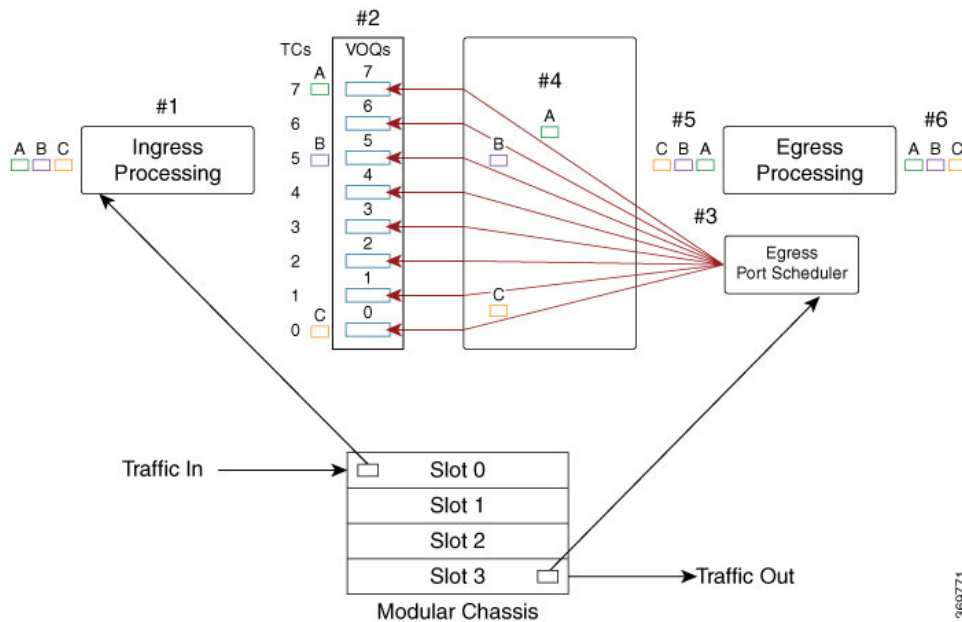 #2
TCs VOQs
A 7
7
#4
6
6
A
#1
#5
#6
B 5
B
A B C
Ingress
Processing
5
C B A
Egress
Processing
A B C
4
4
3
#3
3
2
Egress
Port Scheduler
2
1
1
C
C 0
0
Traffic In
Slot 0
Slot 1
Slot 2
Slot 3
Traffic Out
Modular Chassis
369771